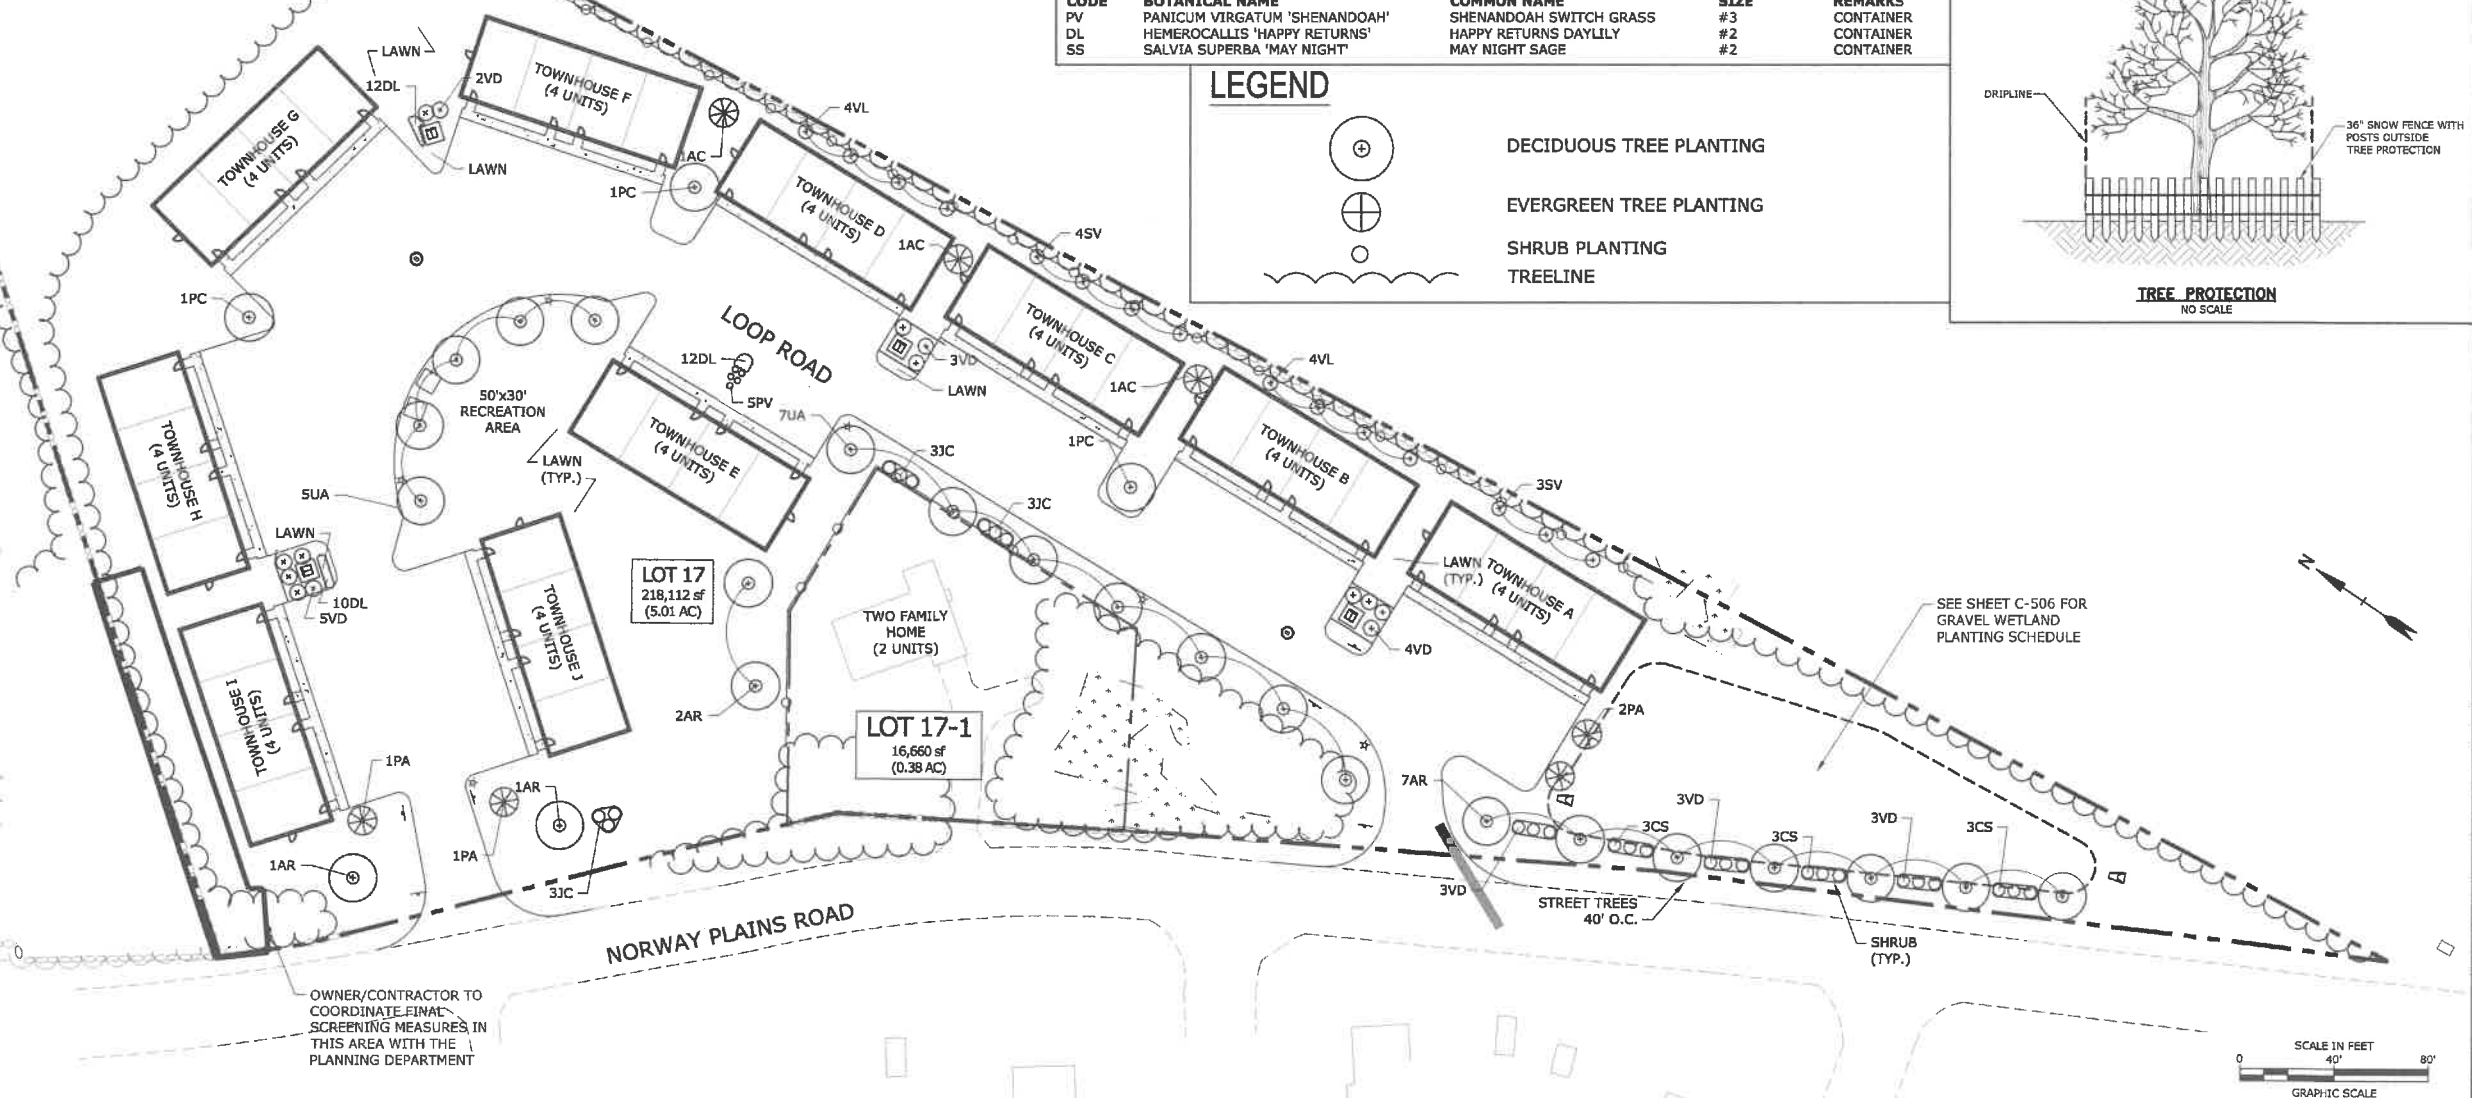 CODE BOTANICAL NAME COMMON NAME SIZE REMARKS
PV PANICUM VIRGATUM 'SHENANDOAH' SHENANDOAH SWITCH GRASS #3 CONTAINER
DL HEMEROCALLIS 'HAPPY RETURNS' HAPPY RETURNS DAYLILY #2 CONTAINER
SS SALVIA SUPERBA 'MAY NIGHT' MAY NIGHT SAGE #2 CONTAINER
LEGEND
DECIDUOUS TREE PLANTING
EVERGREEN TREE PLANTING
SHRUB PLANTING
TREELINE
DRIPLINE
36" SNOW FENCE WITH
POSTS OUTSIDE
TREE PROTECTION
TREE PROTECTION
NO SCALE
LAWN
12DL
2VD
LAWN
TOWNHOUSE G
(4 UNITS)
TOWNHOUSE F
(4 UNITS)
1AC
4VL
1PC
TOWNHOUSE D
(4 UNITS)
1AC
4SV
1PC
LOOP ROAD
TOWNHOUSE C
(4 UNITS)
3VD
LAWN
1AC
4VL
12DL
5PV
7UA
50'x30'
RECREATION
AREA
LAWN
(TYP.)
TOWNHOUSE E
(4 UNITS)
3JC
3JC
1PC
TOWNHOUSE B
(4 UNITS)
3SV
TOWNHOUSE H
(4 UNITS)
5UA
LAWN
10DL
5VD
TOWNHOUSE J
(4 UNITS)
LOT 17
218,112 sf
(5.01 AC)
TWO FAMILY
HOME
(2 UNITS)
LAWN
(TYP.)
TOWNHOUSE A
(4 UNITS)
4VD
SEE SHEET C-506 FOR
GRAVEL WETLAND
PLANTING SCHEDULE
N
TOWNHOUSE I
(4 UNITS)
2AR
LOT 17-1
16,660 sf
(0.38 AC)
2PA
1PA
1AR
1PA
1AR
3JC
7AR
3VD
3CS
3VD
3CS
3VD
3CS
STREET TREES
40' O.C.
SHRUB
(TYP.)
NORWAY PLAINS ROAD
OWNER/CONTRACTOR TO
COORDINATE FINAL
SCREENING MEASURES IN
THIS AREA WITH THE
PLANNING DEPARTMENT
SCALE IN FEET
0 40' 80'
GRAPHIC SCALE